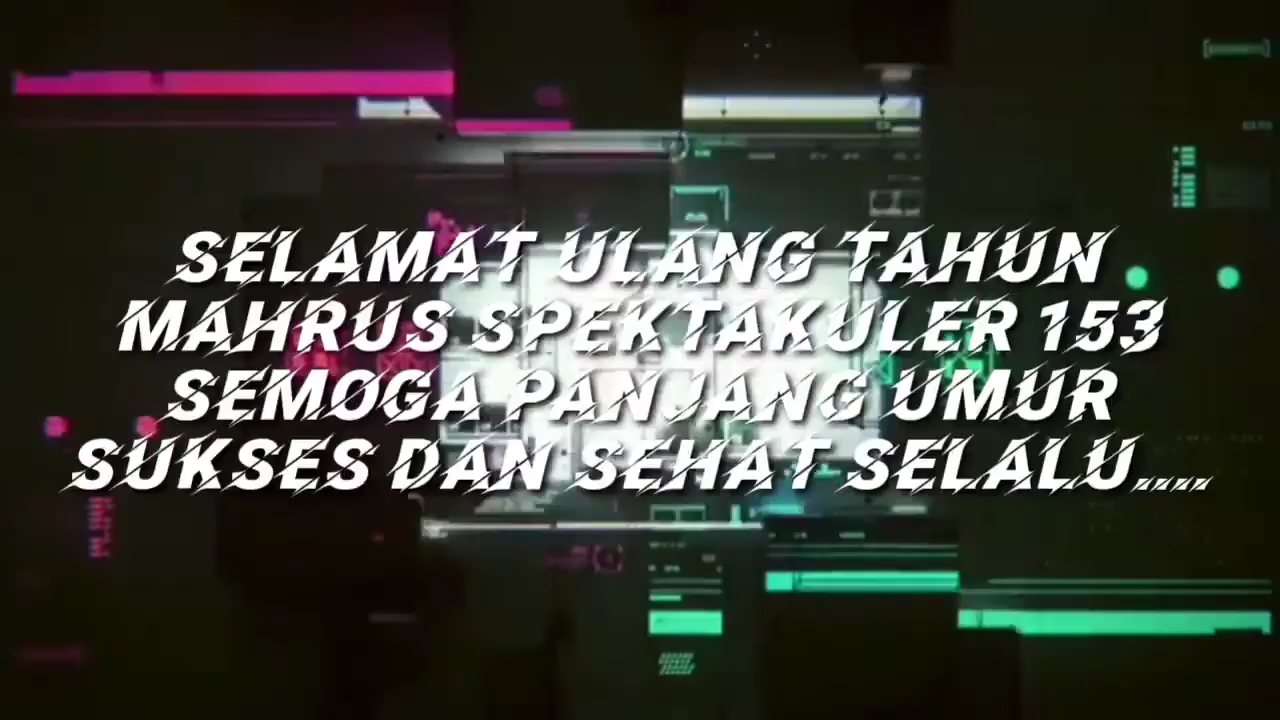 SELAMAT ULANG TAHUN
MAHRUS SPEKTAKULER 153
SEMOGA PANJANG UMUR
SUKSES DAN SEHAT SELALU....